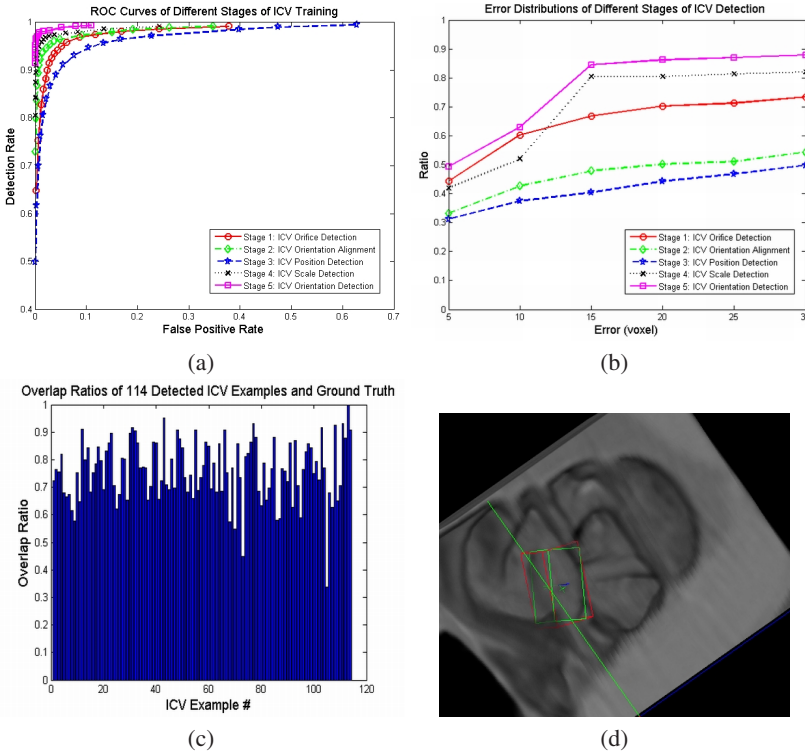 ROC Curves of Different Stages of ICV Training
1
0.9
0.8
0.7
0.6
0.5
0.4
Detection Rate
Stage 1: ICV Orifice Detection
Stage 2: ICV Orientation Alignment
Stage 3: ICV Position Detection
Stage 4: ICV Scale Detection
Stage 5: ICV Orientation Detection
0 0.1 0.2 0.3 0.4 0.5 0.6 0.7
False Positive Rate
(a)
Error Distributions of Different Stages of ICV Detection
1
0.9
0.8
0.7
0.6
0.5
0.4
0.3
0.2
0.1
0
Ratio
Stage 1: ICV Orifice Detection
Stage 2: ICV Orientation Alignment
Stage 3: ICV Position Detection
Stage 4: ICV Scale Detection
Stage 5: ICV Orientation Detection
5 10 15 20 25
Error (voxel)
(b)
Overlap Ratios of 114 Detected ICV Examples and Ground Truth
1
0.9
0.8
0.7
0.6
0.5
0.4
0.3
0.2
0.1
0
Overlap Ratio
0 20 40 60 80 100 120
ICV Example #
(c)
(d)